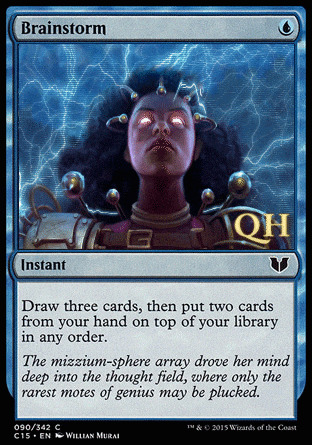 Brainstorm
QH
Instant
Draw three cards, then put two cards
from your hand on top of your library
in any order.
The mizzium-sphere array drove her mind
deep into the thought field, where only the
rarest motes of genius may be plucked.
090/342 C
C15 • EN Willian Murai
™ & © 2015 Wizards of the Coast